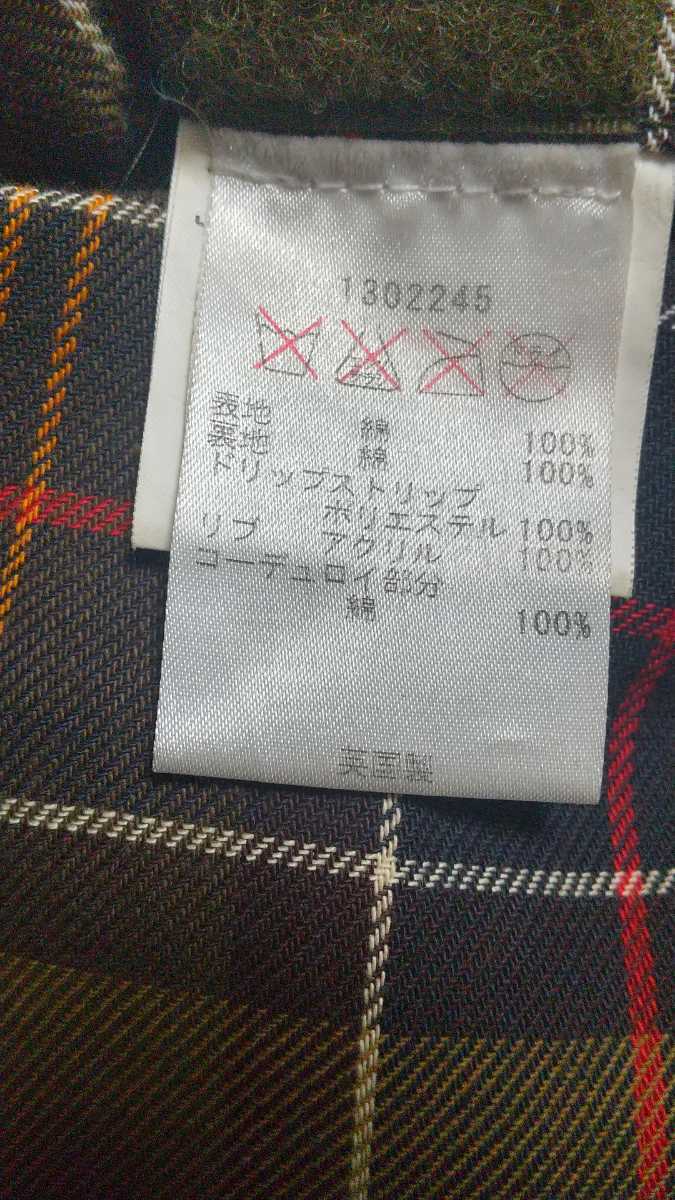 1302245
表地 綿 100%
裏地 綿 100%
ドリップストリップ
ポリエステル 100%
リブ アクリル 100%
コーデュロイ部分
綿 100%
英国製